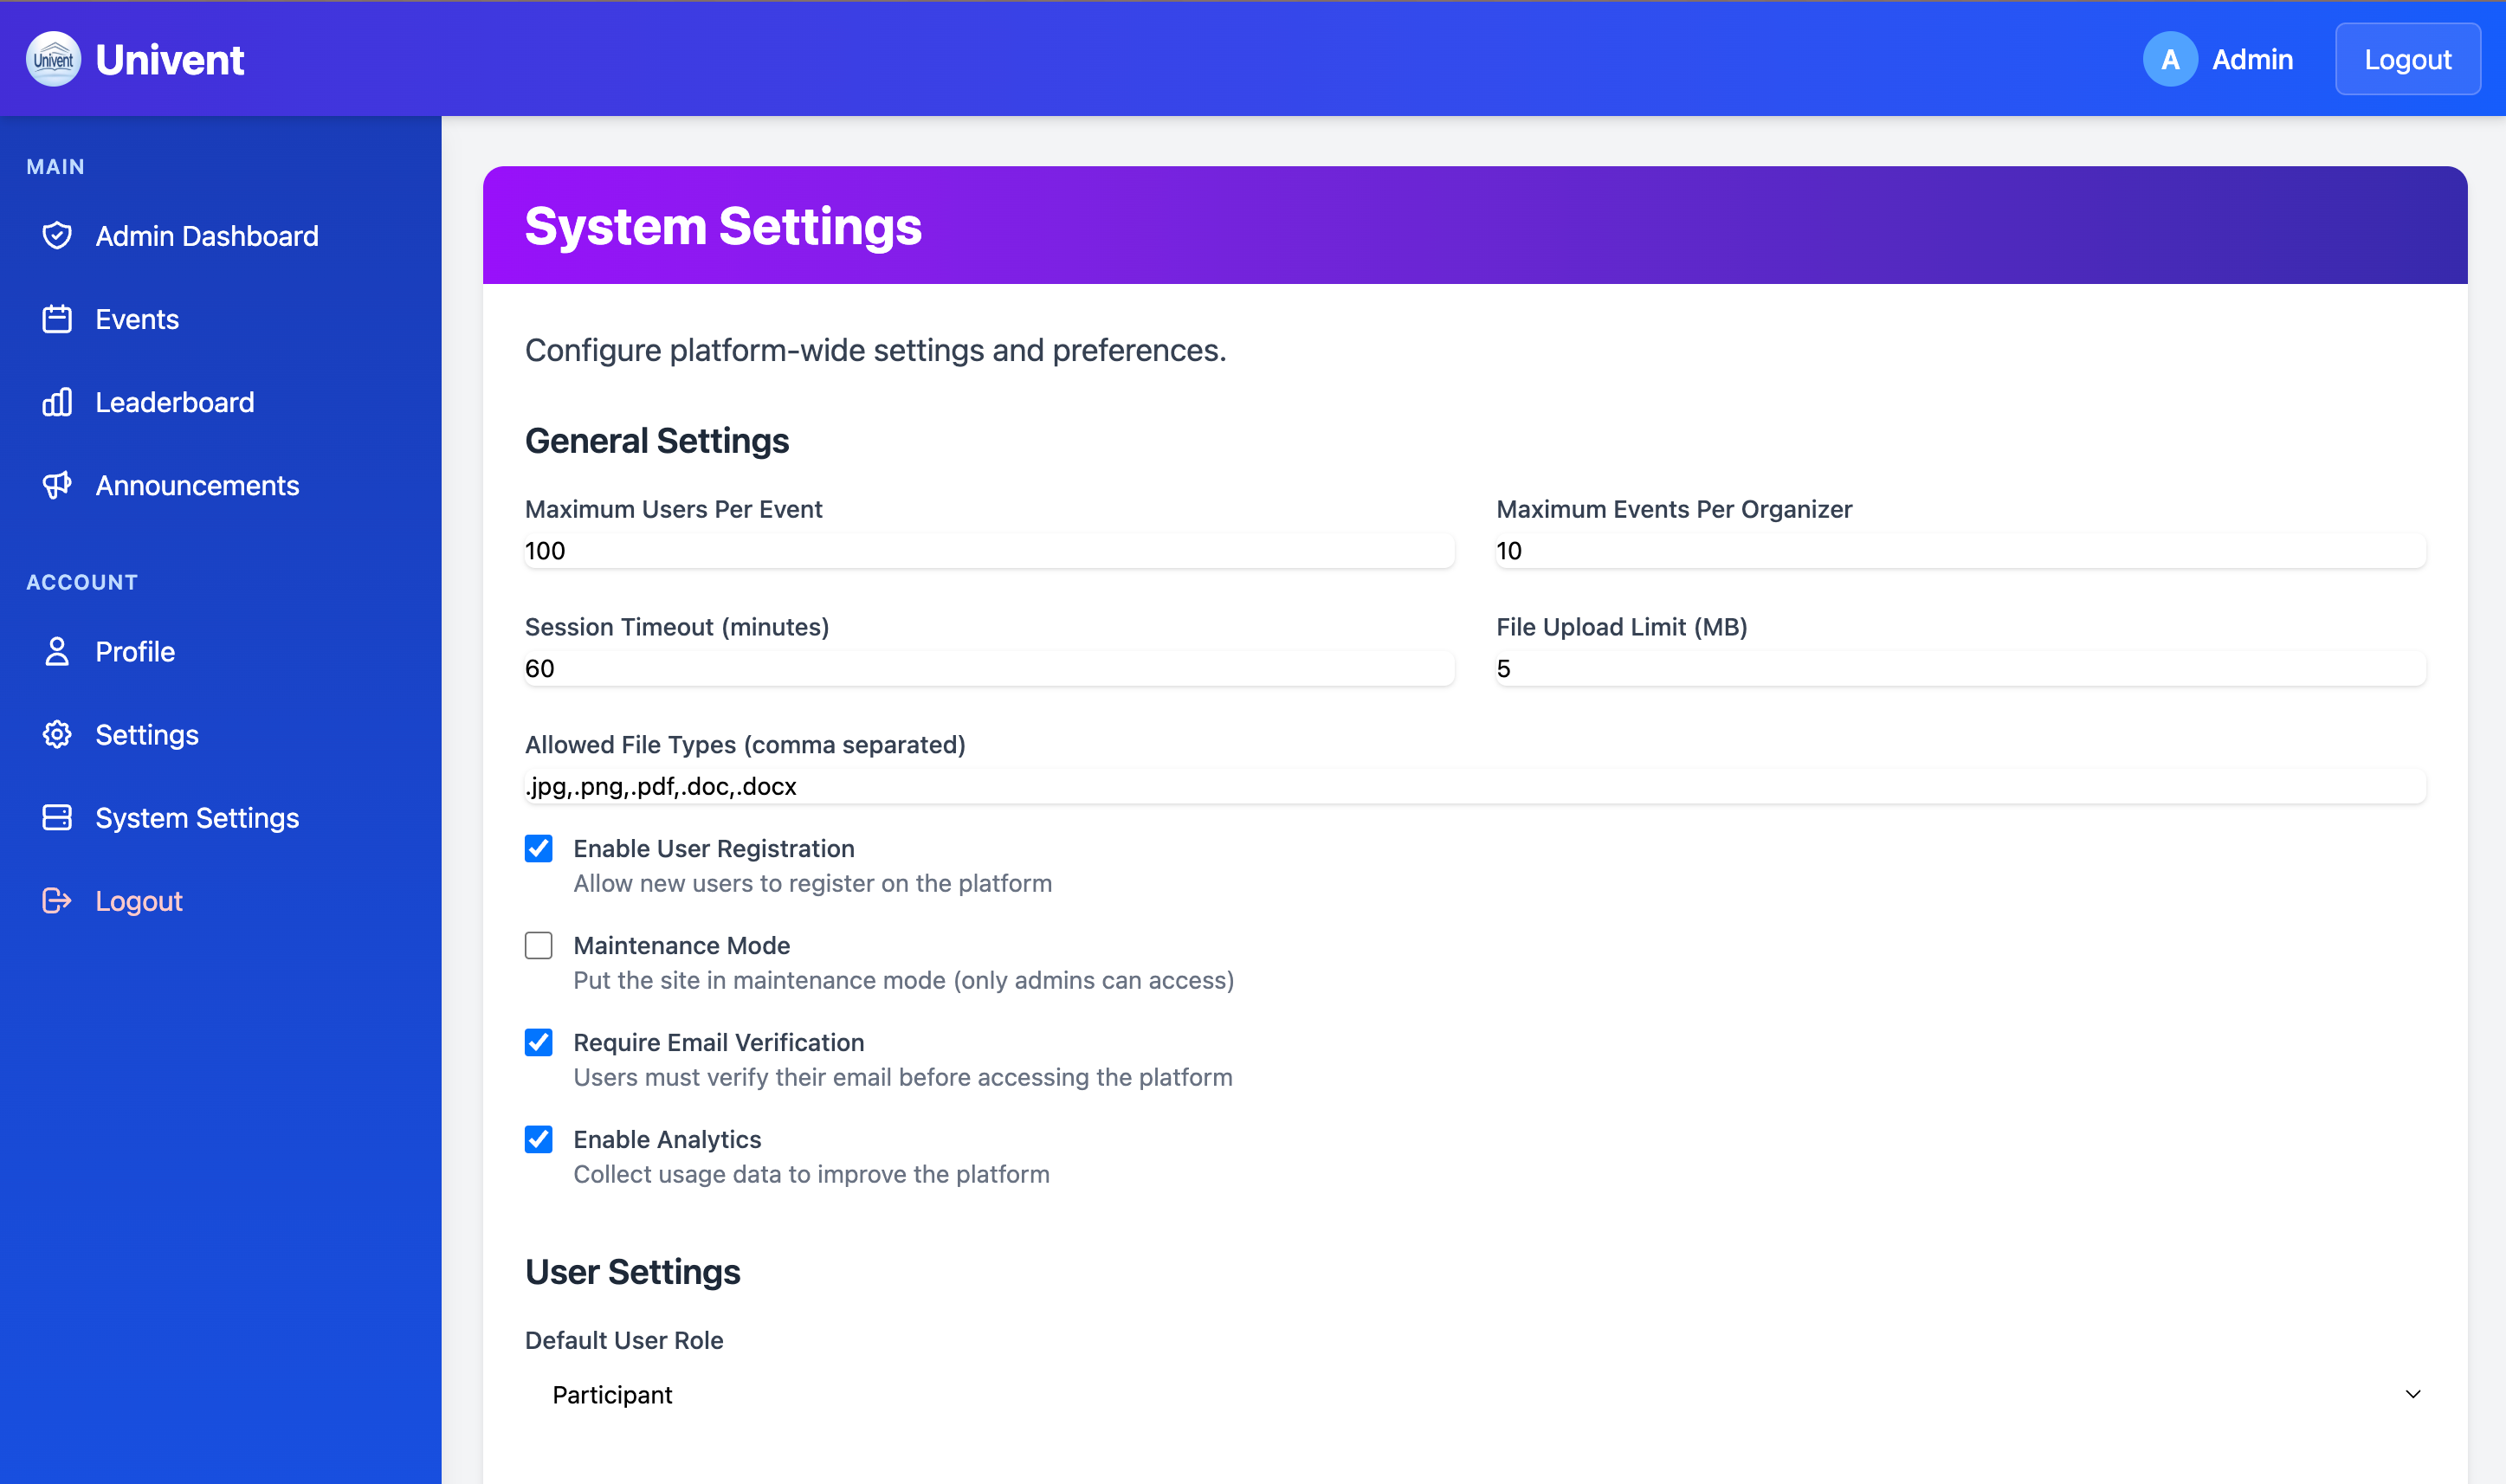 Univent
Univent
A
Admin
Logout
MAIN
Admin Dashboard
Events
Leaderboard
Announcements
ACCOUNT
Profile
Settings
System Settings
Logout
System Settings
Configure platform-wide settings and preferences.
General Settings
Maximum Users Per Event
100
Maximum Events Per Organizer
10
Session Timeout (minutes)
60
File Upload Limit (MB)
5
Allowed File Types (comma separated)
.jpg,.png,.pdf,.doc,.docx
Enable User Registration
Allow new users to register on the platform
Maintenance Mode
Put the site in maintenance mode (only admins can access)
Require Email Verification
Users must verify their email before accessing the platform
Enable Analytics
Collect usage data to improve the platform
User Settings
Default User Role
Participant